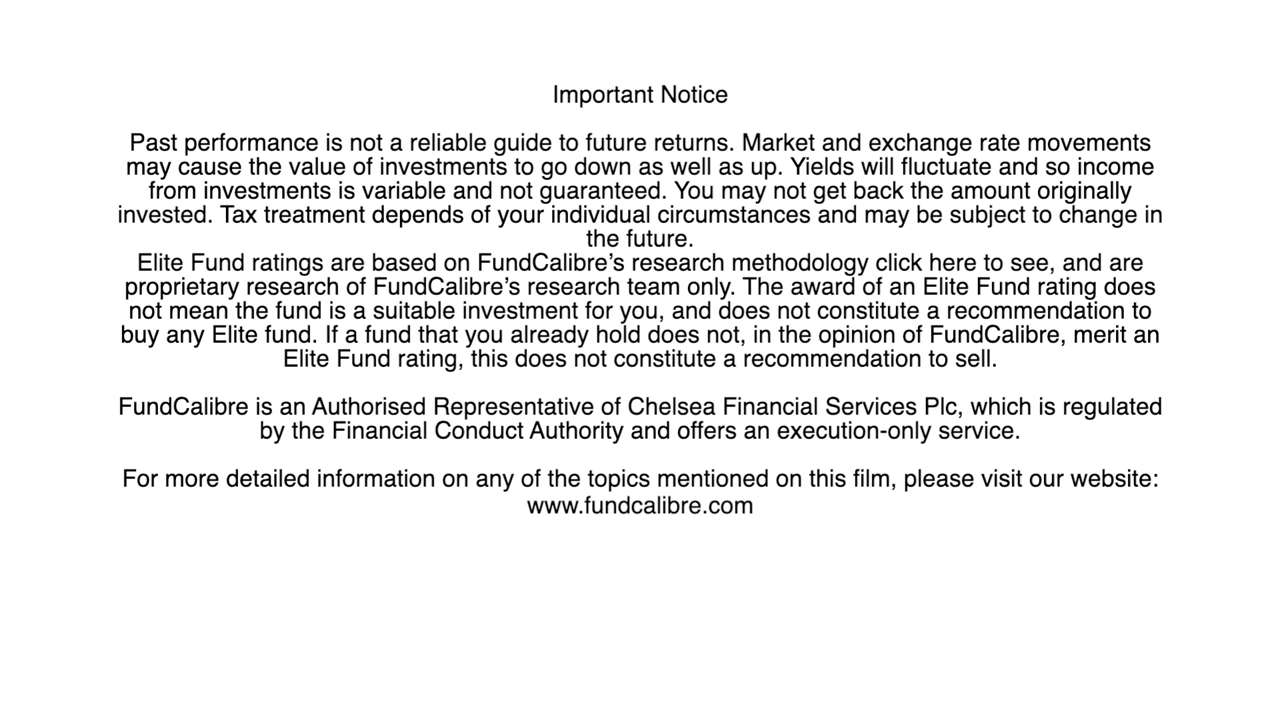 Important Notice
Past performance is not a reliable guide to future returns. Market and exchange rate movements
may cause the value of investments to go down as well as up. Yields will fluctuate and so income
from investments is variable and not guaranteed. You may not get back the amount originally
invested. Tax treatment depends of your individual circumstances and may be subject to change in
the future.
Elite Fund ratings are based on FundCalibre’s research methodology click here to see, and are
proprietary research of FundCalibre’s research team only. The award of an Elite Fund rating does
not mean the fund is a suitable investment for you, and does not constitute a recommendation to
buy any Elite fund. If a fund that you already hold does not, in the opinion of FundCalibre, merit an
Elite Fund rating, this does not constitute a recommendation to sell.
FundCalibre is an Authorised Representative of Chelsea Financial Services Plc, which is regulated
by the Financial Conduct Authority and offers an execution-only service.
For more detailed information on any of the topics mentioned on this film, please visit our website:
www.fundcalibre.com